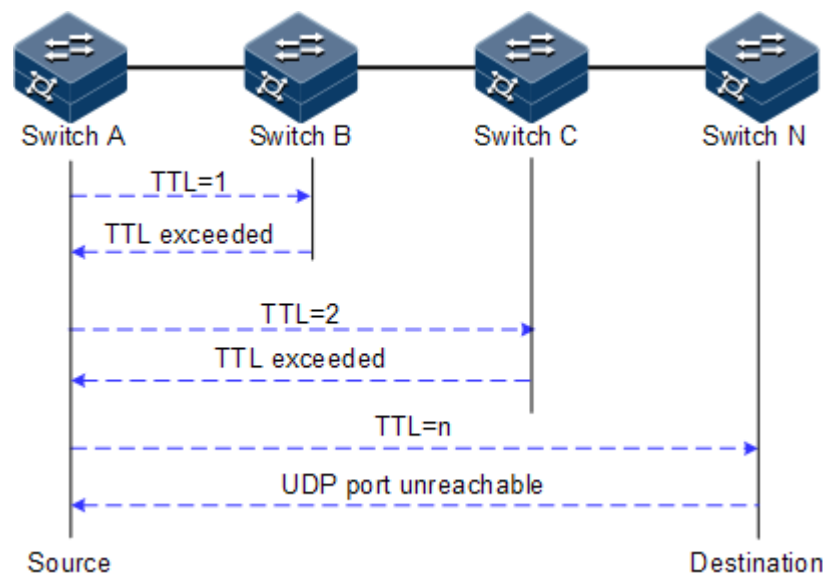 Switch A
Switch B
Switch C
Switch N
TTL=1
TTL exceeded
TTL=2
TTL exceeded
TTL=n
UDP port unreachable
Source
Destination